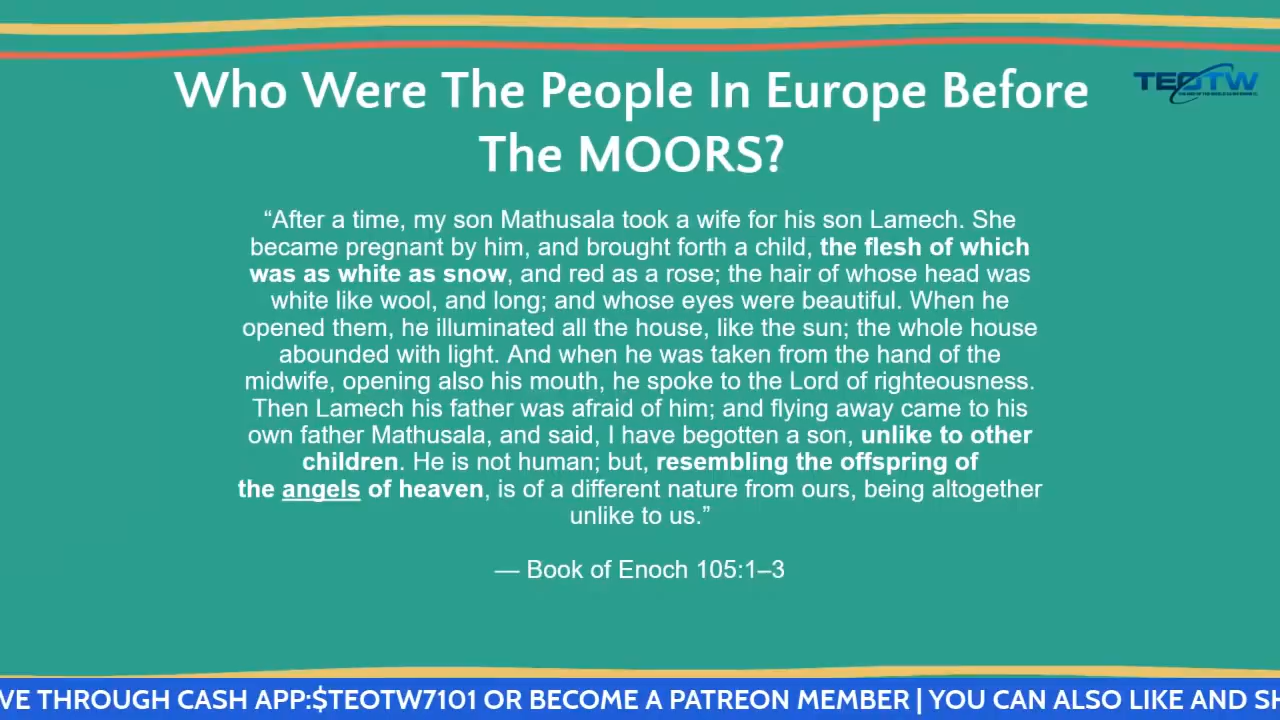 Who Were The People In Europe Before
The MOORS?
TEOTW
“After a time, my son Mathusala took a wife for his son Lamech. She
became pregnant by him, and brought forth a child, the flesh of which
was as white as snow, and red as a rose; the hair of whose head was
white like wool, and long; and whose eyes were beautiful. When he
opened them, he illuminated all the house, like the sun; the whole house
abounded with light. And when he was taken from the hand of the
midwife, opening also his mouth, he spoke to the Lord of righteousness.
Then Lamech his father was afraid of him; and flying away came to his
own father Mathusala, and said, I have begotten a son, unlike to other
children. He is not human; but, resembling the offspring of
the angels of heaven, is of a different nature from ours, being altogether
unlike to us.”
— Book of Enoch 105:1–3
VE THROUGH CASH APP:$TEOTW7101 OR BECOME A PATREON MEMBER | YOU CAN ALSO LIKE AND SH